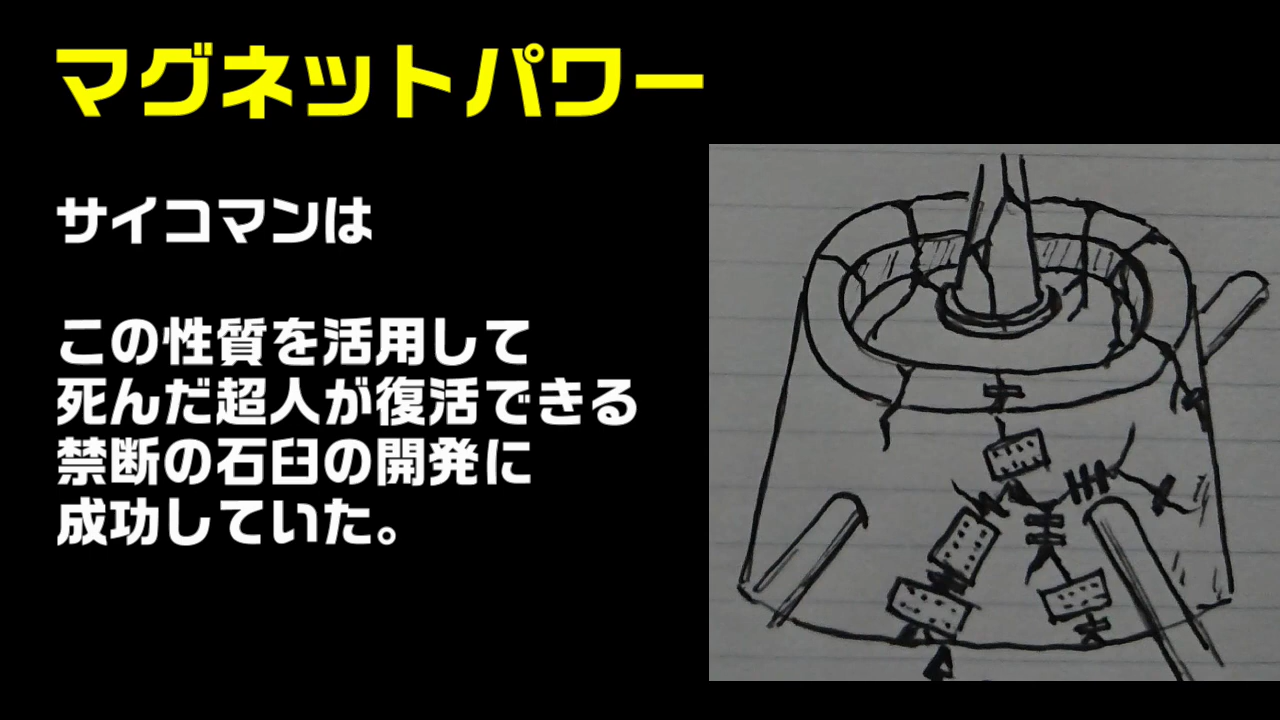 マグネットパワー
サイコマンは
この性質を活用して
死んだ超人が復活できる
禁断の石臼の開発に
成功していた。